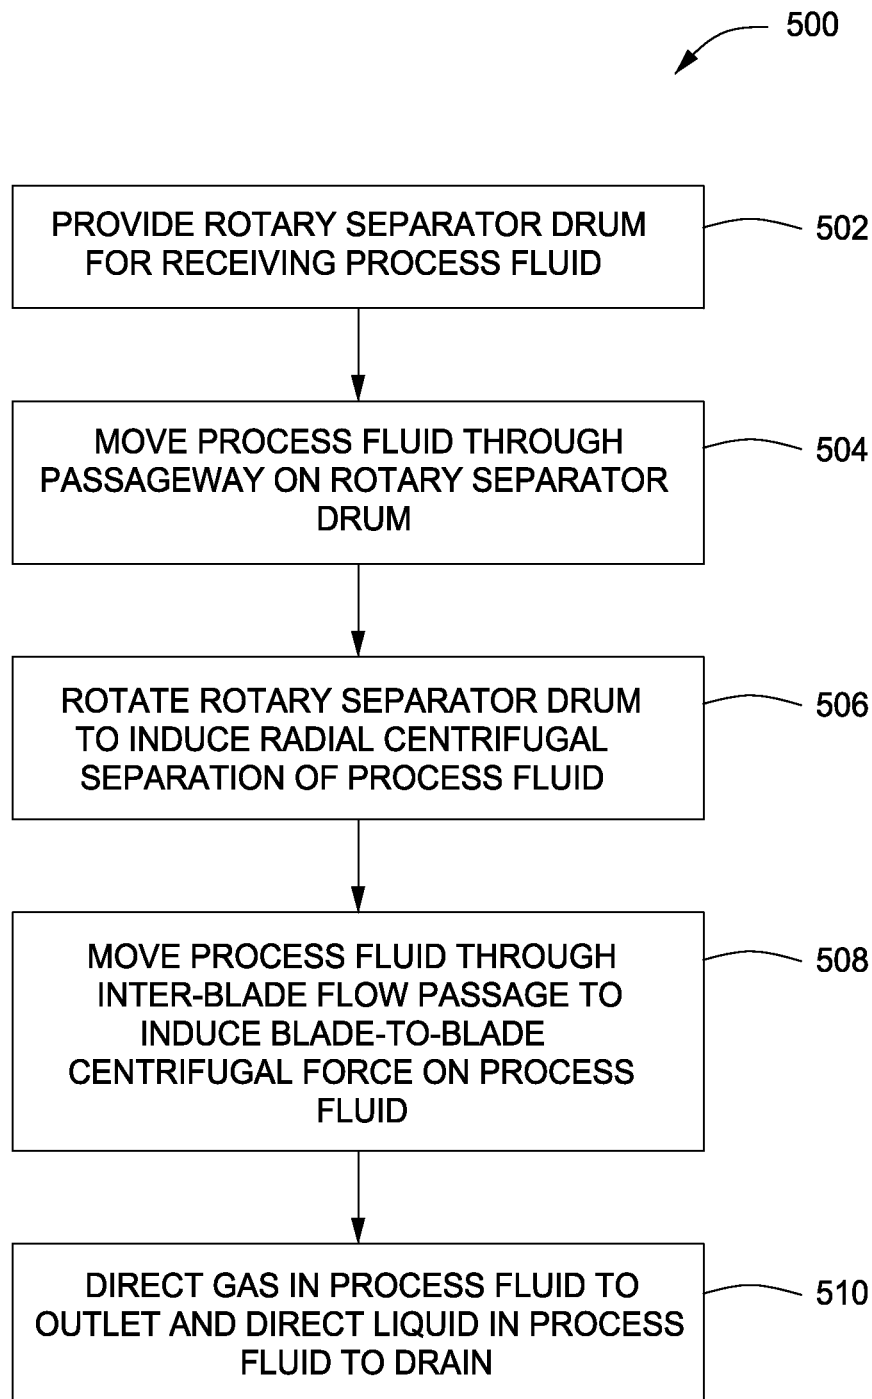 500
PROVIDE ROTARY SEPARATOR DRUM
FOR RECEIVING PROCESS FLUID
502
MOVE PROCESS FLUID THROUGH
PASSAGEWAY ON ROTARY SEPARATOR
DRUM
504
ROTATE ROTARY SEPARATOR DRUM
TO INDUCE RADIAL CENTRIFUGAL
SEPARATION OF PROCESS FLUID
506
MOVE PROCESS FLUID THROUGH
INTER-BLADE FLOW PASSAGE TO
INDUCE BLADE-TO-BLADE
CENTRIFUGAL FORCE ON PROCESS
FLUID
508
DIRECT GAS IN PROCESS FLUID TO
OUTLET AND DIRECT LIQUID IN PROCESS
FLUID TO DRAIN
510